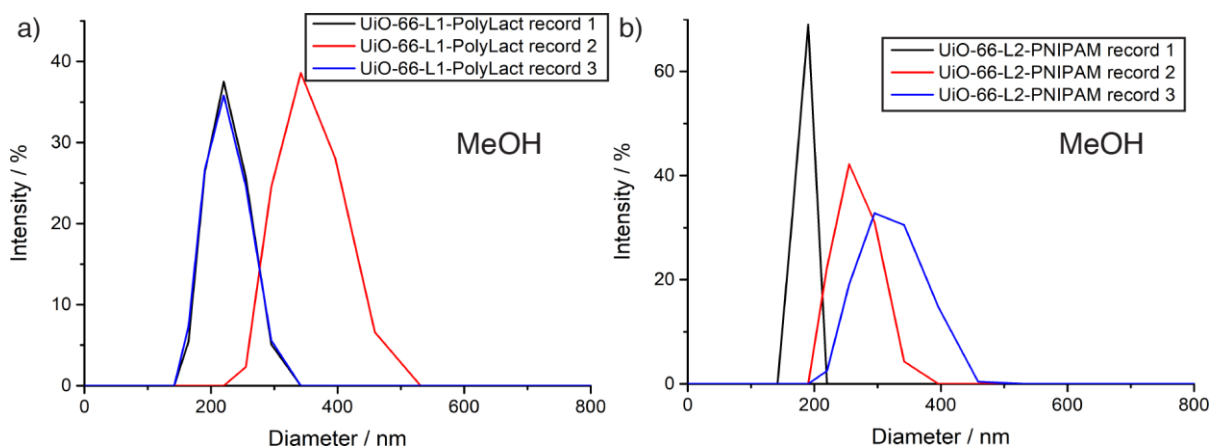 a)
UiO-66-L1-PolyLact record 1
UiO-66-L1-PolyLact record 2
UiO-66-L1-PolyLact record 3
MeOH
Intensity / %
40
30
20
10
0
0 200 400 600 800
Diameter / nm
b)
UiO-66-L2-PNIPAM record 1
UiO-66-L2-PNIPAM record 2
UiO-66-L2-PNIPAM record 3
MeOH
Intensity / %
60
40
20
0
0 200 400 600 800
Diameter / nm